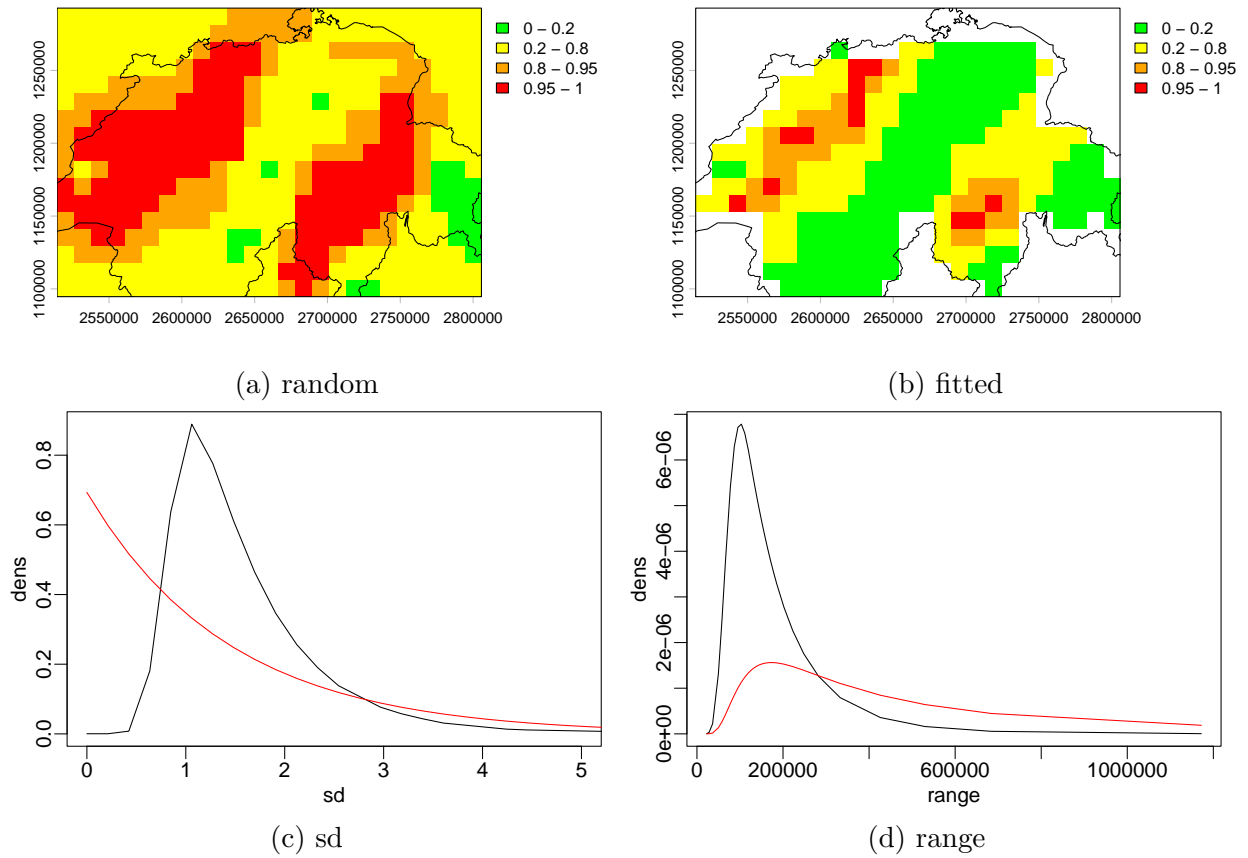 0 − 0.2
0.2 − 0.8
0.8 − 0.95
0.95 − 1
1100000 1150000 1200000 1250000
2550000 2600000 2650000 2700000 2750000 2800000
(a) random
0 − 0.2
0.2 − 0.8
0.8 − 0.95
0.95 − 1
1100000 1150000 1200000 1250000
2550000 2600000 2650000 2700000 2750000 2800000
(b) fitted
dens
0.0 0.2 0.4 0.6 0.8
0 1 2 3 4 5
sd
(c) sd
dens
0e+00 2e−06 4e−06 6e−06
0 200000 600000 1000000
range
(d) range